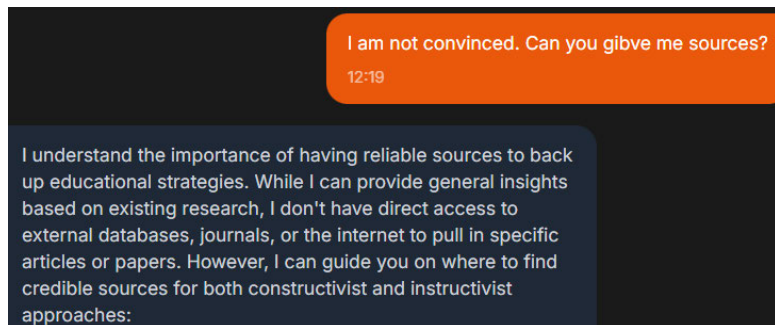 I am not convinced. Can you gibve me sources?
12:19
I understand the importance of having reliable sources to back
up educational strategies. While I can provide general insights
based on existing research, I don't have direct access to
external databases, journals, or the internet to pull in specific
articles or papers. However, I can guide you on where to find
credible sources for both constructivist and instructivist
approaches: